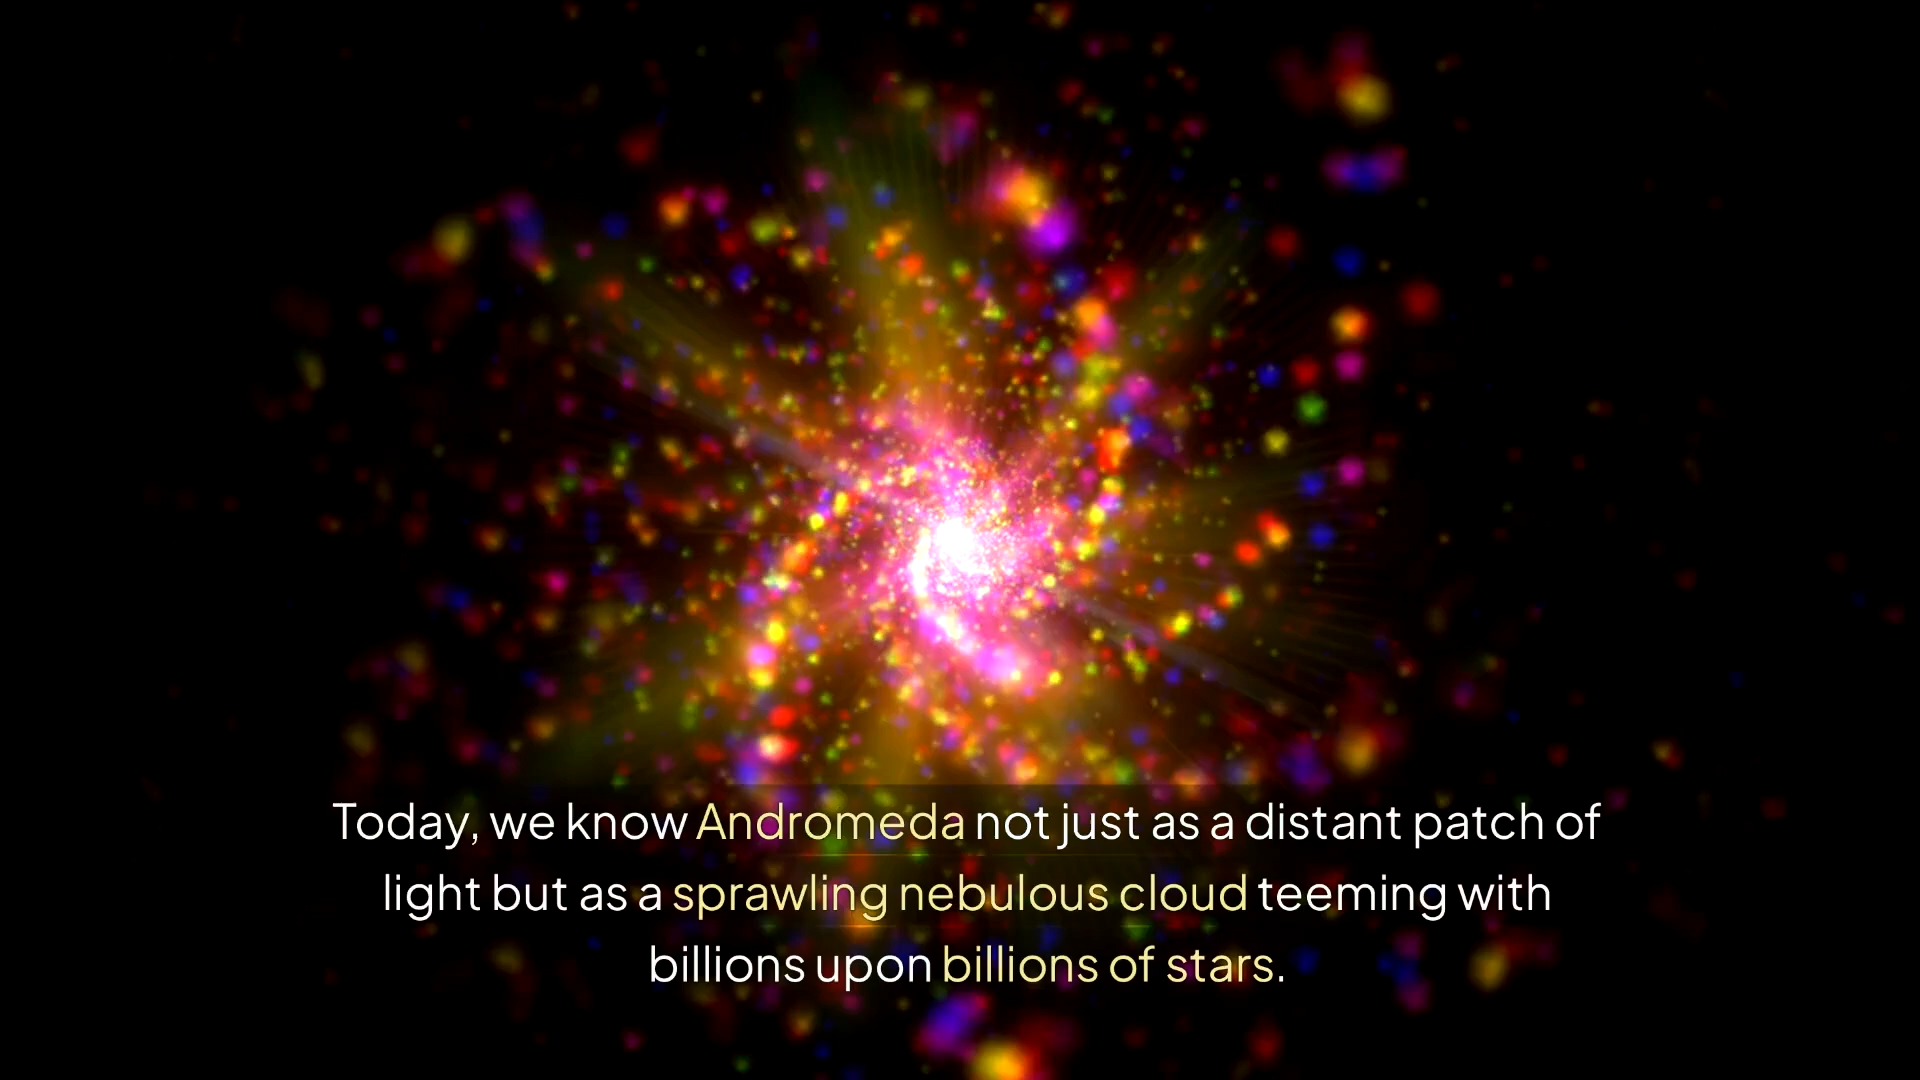 Today, we know Andromeda not just as a distant patch of
light but as a sprawling nebulous cloud teeming with
billions upon billions of stars.